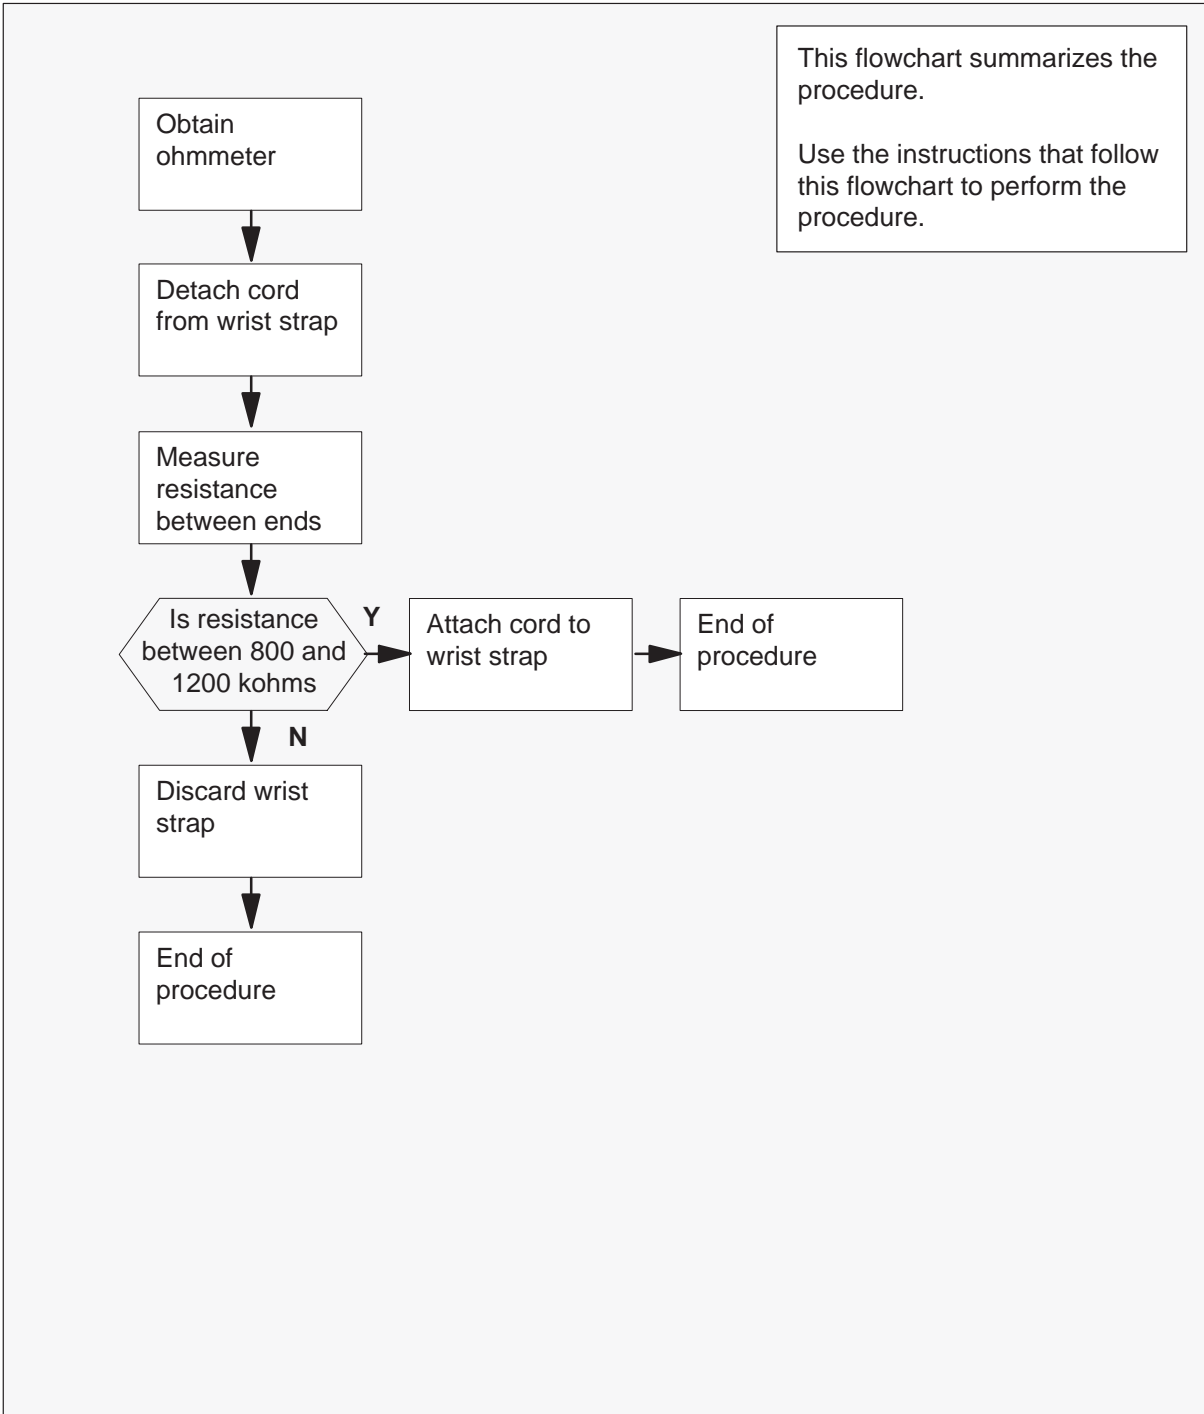 This flowchart summarizes the
procedure.
Use the instructions that follow
this flowchart to perform the
procedure.
Obtain
ohmmeter
Detach cord
from wrist strap
Measure
resistance
between ends
Is resistance
between 800 and
1200 kohms
Y
Attach cord to
wrist strap
End of
procedure
N
Discard wrist
strap
End of
procedure